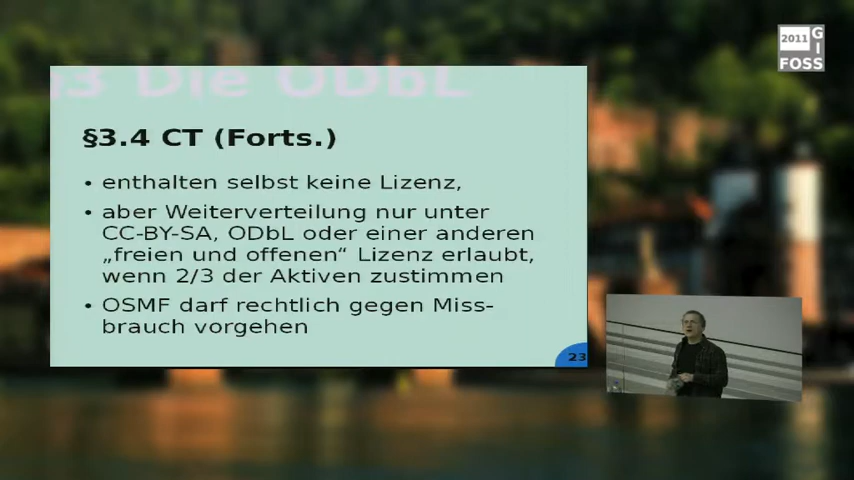 2011
GI
FOSS
§3 Die ODbL
§3.4 CT (Forts.)
• enthalten selbst keine Lizenz,
• aber Weiterverteilung nur unter
CC-BY-SA, ODbL oder einer anderen
„freien und offenen“ Lizenz erlaubt,
wenn 2/3 der Aktiven zustimmen
• OSMF darf rechtlich gegen Miss-
brauch vorgehen
23